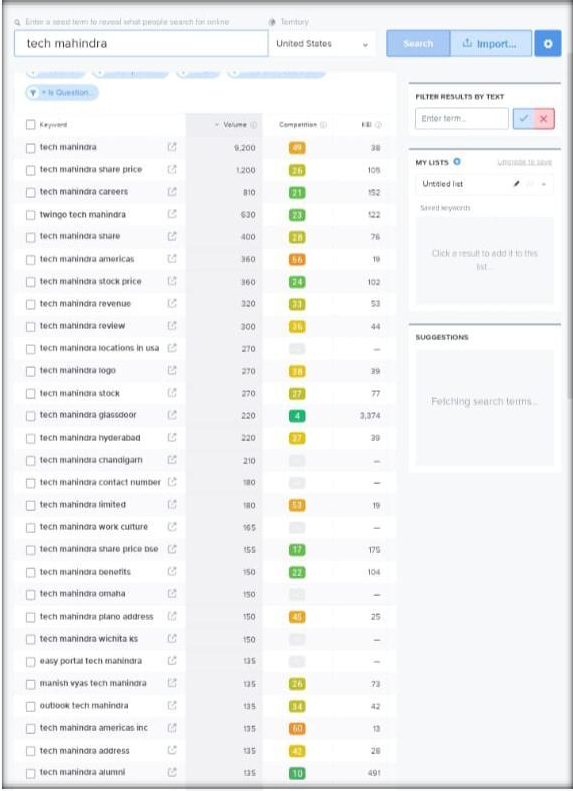 Enter a seed term to reveal what people search for online Territory
tech mahindra United States Search Import...
+ Is Question...
Keyword Volume Competition KEI
tech mahindra 9,200 49 38
tech mahindra share price 1,200 26 105
tech mahindra careers 810 21 152
twingo tech mahindra 630 23 122
tech mahindra share 400 28 76
tech mahindra americas 360 56 19
tech mahindra stock price 360 24 102
tech mahindra revenue 320 33 53
tech mahindra review 300 36 44
tech mahindra locations in usa 270 –
tech mahindra logo 270 38 39
tech mahindra stock 270 27 77
tech mahindra glassdoor 220 4 3,374
tech mahindra hyderabad 220 37 39
tech mahindra chandigarh 210 –
tech mahindra contact number 180 –
tech mahindra limited 180 53 19
tech mahindra work culture 165 –
tech mahindra share price bse 155 17 175
tech mahindra benefits 150 22 104
tech mahindra omaha 150 –
tech mahindra plano address 150 45 25
tech mahindra wichita ks 150 –
easy portal tech mahindra 135 –
manish vyas tech mahindra 135 26 73
outlook tech mahindra 135 34 42
tech mahindra americas inc 135 60 13
tech mahindra address 135 42 28
tech mahindra alumni 135 10 491
FILTER RESULTS BY TEXT
Enter term...
MY LISTS Upgrade to save
Untitled list
Saved keywords
Click a result to add it to this
list...
SUGGESTIONS
Fetching search terms...